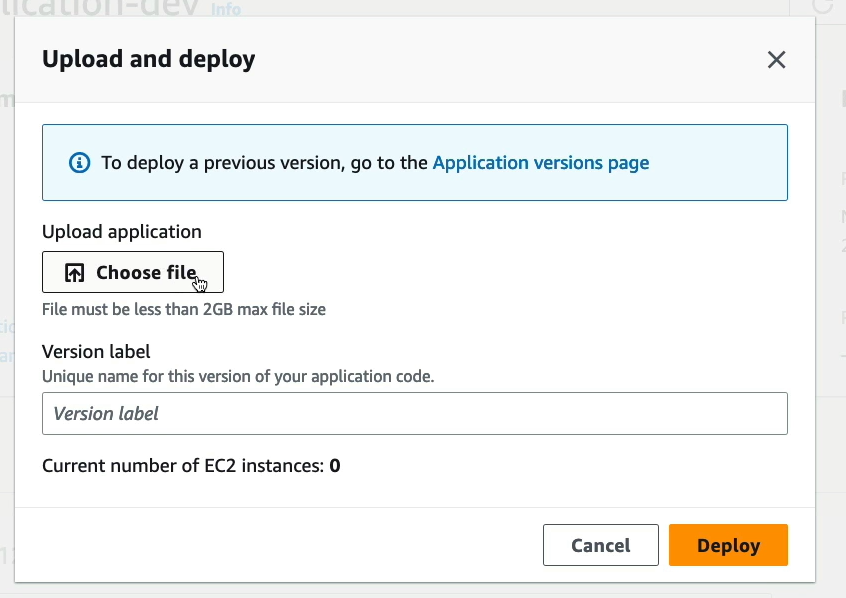 lication-dev Info
Upload and deploy
To deploy a previous version, go to the Application versions page
Upload application
Choose file
File must be less than 2GB max file size
Version label
Unique name for this version of your application code.
Version label
Current number of EC2 instances: 0
Cancel
Deploy